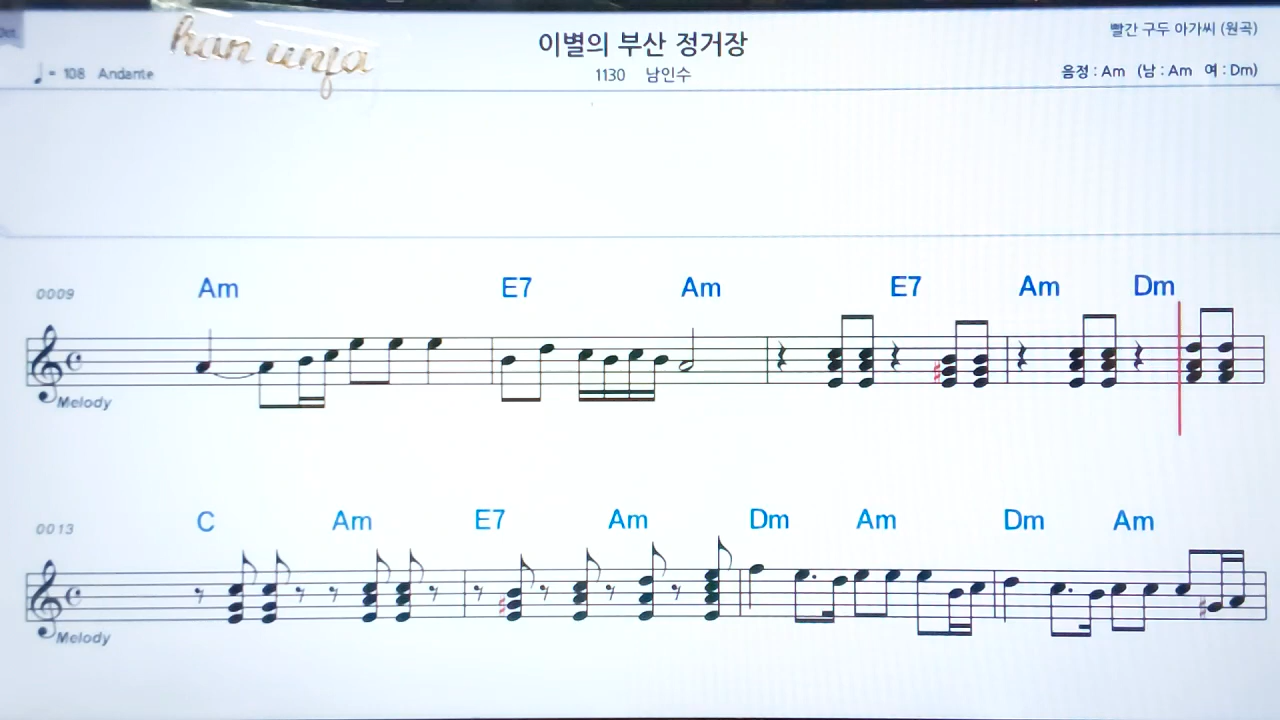 이별의 부산 정거장
빨간 구두 아가씨 (원곡)
han unfa
♩= 108 Andante
1130 남인수
음정 : Am (남 : Am 여 : Dm)
Am E7 Am E7 Am Dm
0009
Melody
C Am E7 Am Dm Am Dm Am
0013
Melody